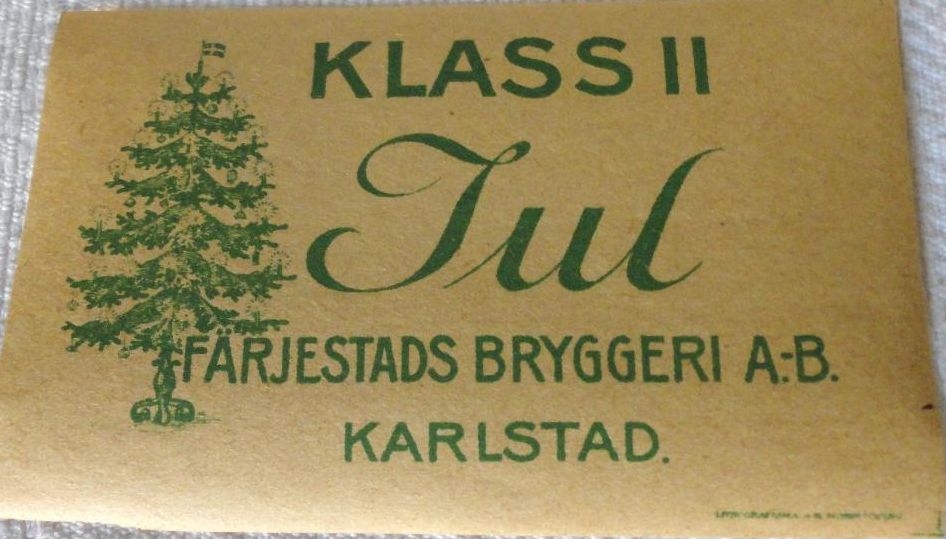 KLASS II
Jul
FÄRJESTADS BRYGGERI A.-B.
KARLSTAD.